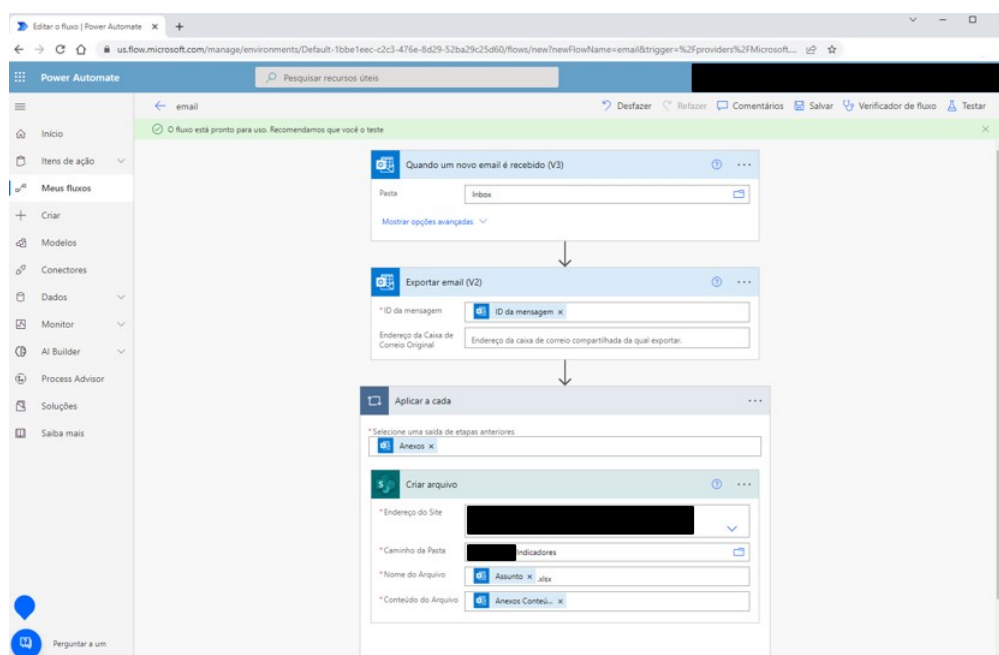 Editar o fluxo | Power Automate
us.flow.microsoft.com/manage/environments/Default-1bbe1eec-c2c3-476e-8d29-52ba29c25d60/flows/new?newFlowName=email&trigger=%2Fproviders%2FMicrosoft....
Power Automate
Pesquisar recursos úteis
email
Desfazer
Refazer
Comentários
Salvar
Verificador de fluxo
Testar
O fluxo está pronto para uso. Recomendamos que você o teste
Início
Itens de ação
Meus fluxos
Criar
Modelos
Conectores
Dados
Monitor
AI Builder
Process Advisor
Soluções
Saiba mais
Perguntar a um
Quando um novo email é recebido (V3)
Pasta
Inbox
Mostrar opções avançadas
Exportar email (V2)
*ID da mensagem
ID da mensagem
Endereço da Caixa de
Correio Original
Endereço da caixa de correio compartilhada da qual exportar.
Aplicar a cada
*Selecione uma saída de etapas anteriores
Anexos
Criar arquivo
*Endereço do Site
*Caminho da Pasta
Indicadores
*Nome do Arquivo
Assunto .xlsx
*Conteúdo do Arquivo
Anexos Conteú...